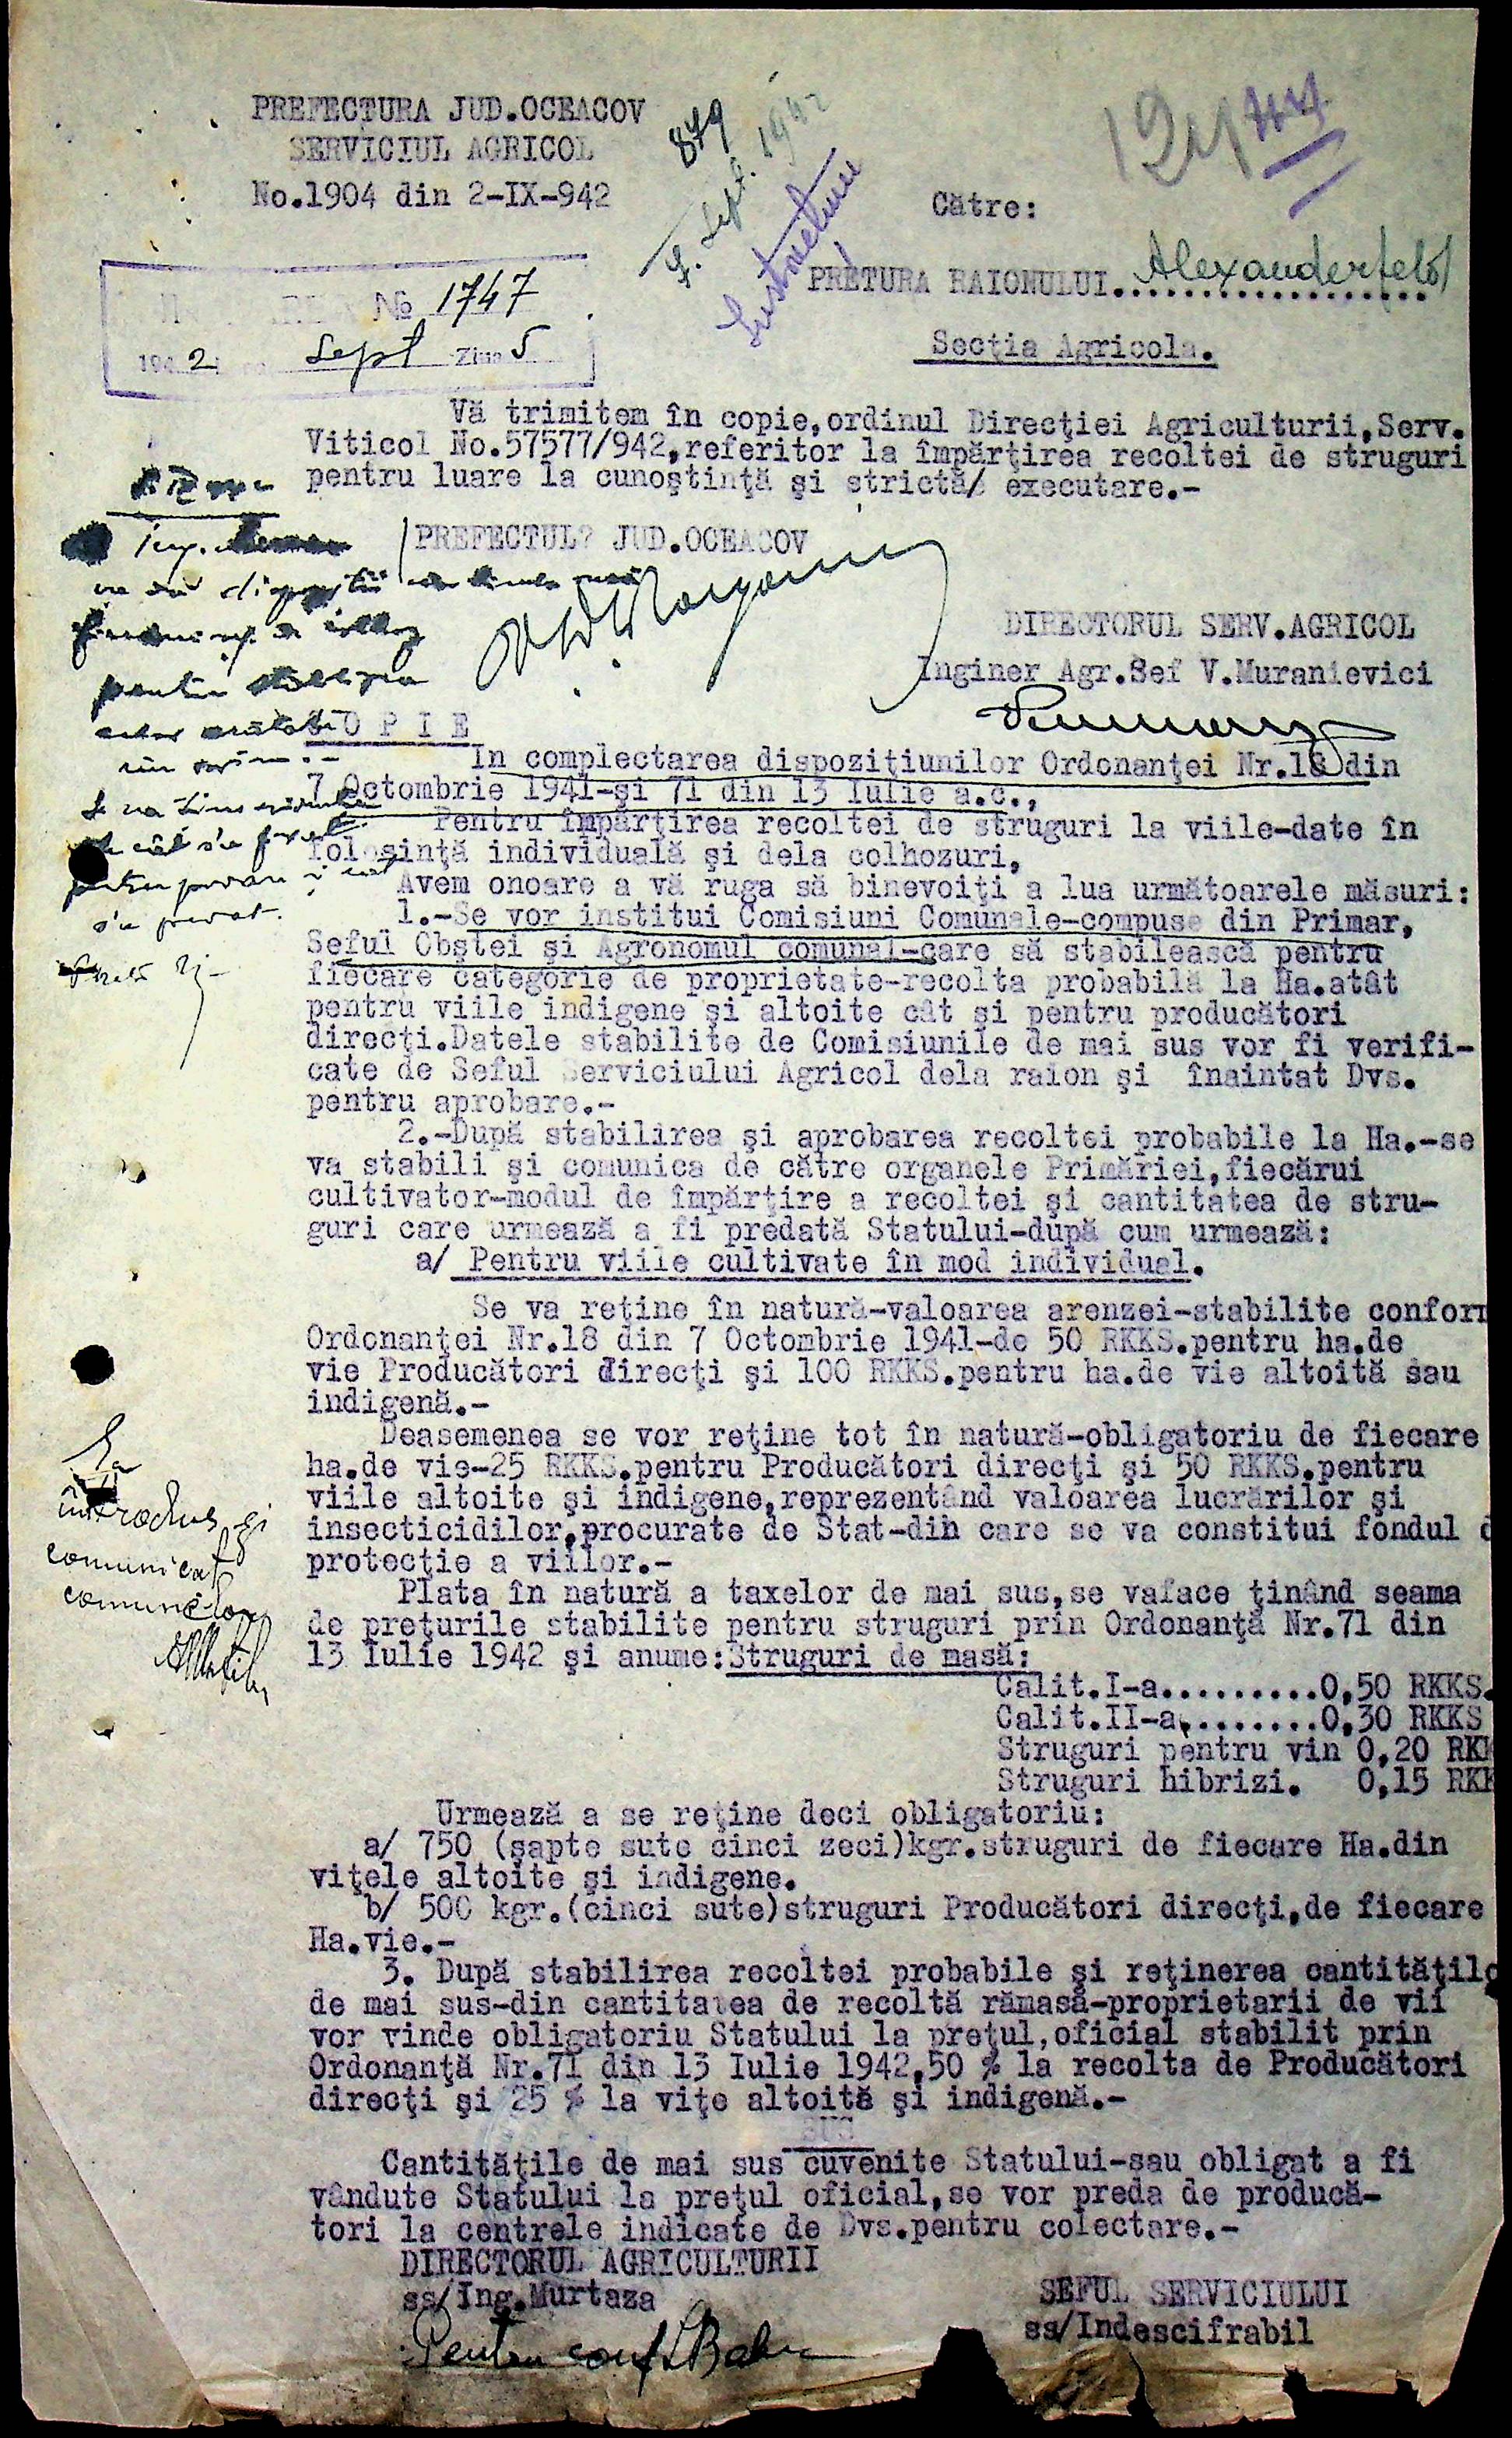 PREFECTURA JUD.OCEACOV
SERVICIUL AGRICOL
No.1904 din 2-IX-942
879
Sept. 1942
Către:
PRETURA RAIONULUI..................Alexanderfeld
Secţia Agricola.
№ 1747
1942 Sept Ziua 5
Vă trimitem în copie,ordinul Direcţiei Agriculturii,Serv.
Viticol No.57577/942,referitor la împărţirea recoltei de struguri
pentru luare la cunoştinţă şi strictă/ executare.-
PREFECTUL? JUD.OCEACOV
DIRECTORUL SERV.AGRICOL
Inginer Agr.Sef V.Muranievici
C O P I E
In complectarea dispoziţiunilor Ordonanţei Nr.18 din
7 Octombrie 1941-şi 71 din 13 Iulie a.c.,
Pentru împărţirea recoltei de struguri la viile-date în
folosinţă individuală şi dela colhozuri,
Avem onoare a vă ruga să binevoiţi a lua următoarele măsuri:
1.-Se vor institui Comisiuni Comunale-compuse din Primar,
Seful Obştei şi Agronomul comunal-care să stabilească pentru
fiecare categorie de proprietate-recolta probabilă la Ha.atât
pentru viile indigene şi altoite cât şi pentru producători
direcţi.Datele stabilite de Comisiunile de mai sus vor fi verifi-
cate de Seful Serviciului Agricol dela raion şi înaintat Dvs.
pentru aprobare.-
2.-După stabilirea şi aprobarea recoltei probabile la Ha.-se
va stabili şi comunica de către organele Primăriei,fiecărui
cultivator-modul de împărţire a recoltei şi cantitatea de stru-
guri care urmează a fi predată Statului-după cum urmează:
a/ Pentru viile cultivate în mod individual.
Se va reţine în natură-valoarea arenzei-stabilite conform
Ordonanţei Nr.18 din 7 Octombrie 1941-de 50 RKKS.pentru ha.de
vie Producători direcţi şi 100 RKKS.pentru ha.de vie altoită sau
indigenă.-
Deasemenea se vor reţine tot în natură-obligatoriu de fiecare
ha.de vie-25 RKKS.pentru Producători direcţi şi 50 RKKS.pentru
viile altoite şi indigene,reprezentând valoarea lucrărilor şi
insecticidilor,procurate de Stat-din care se va constitui fondul d
protecţie a viilor.-
Plata în natură a taxelor de mai sus,se vaface ţinând seama
de preţurile stabilite pentru struguri prin Ordonanţă Nr.71 din
13 Iulie 1942 şi anume:Struguri de masă:
Calit.I-a.........0,50 RKKS.
Calit.II-a........0,30 RKKS
Struguri pentru vin 0,20 RKK
Struguri hibrizi. 0,15 RKK
Urmează a se reţine deci obligatoriu:
a/ 750 (şapte sute cinci zeci)kgr.struguri de fiecare Ha.din
viţele altoite şi indigene.
b/ 500 kgr.(cinci sute)struguri Producători direcţi,de fiecare
Ha.vie.-
3. După stabilirea recoltei probabile şi reţinerea cantităţilo
de mai sus-din cantitatea de recoltă rămasă-proprietarii de vii
vor vinde obligatoriu Statului la preţul,oficial stabilit prin
Ordonanţă Nr.71 din 13 Iulie 1942,50 % la recolta de Producători
direcţi şi 25 % la viţe altoită şi indigenă.-
sus
Cantităţile de mai sus cuvenite Statului-sau obligat a fi
vândute Statului la preţul oficial,se vor preda de producă-
tori la centrele indicate de Dvs.pentru colectare.-
DIRECTORUL AGRICULTURII
ss/Ing.Murtaza
SEFUL SERVICIULUI
ss/Indescifrabil
Pentru conf.
introdus şi
comunicat
comunelor